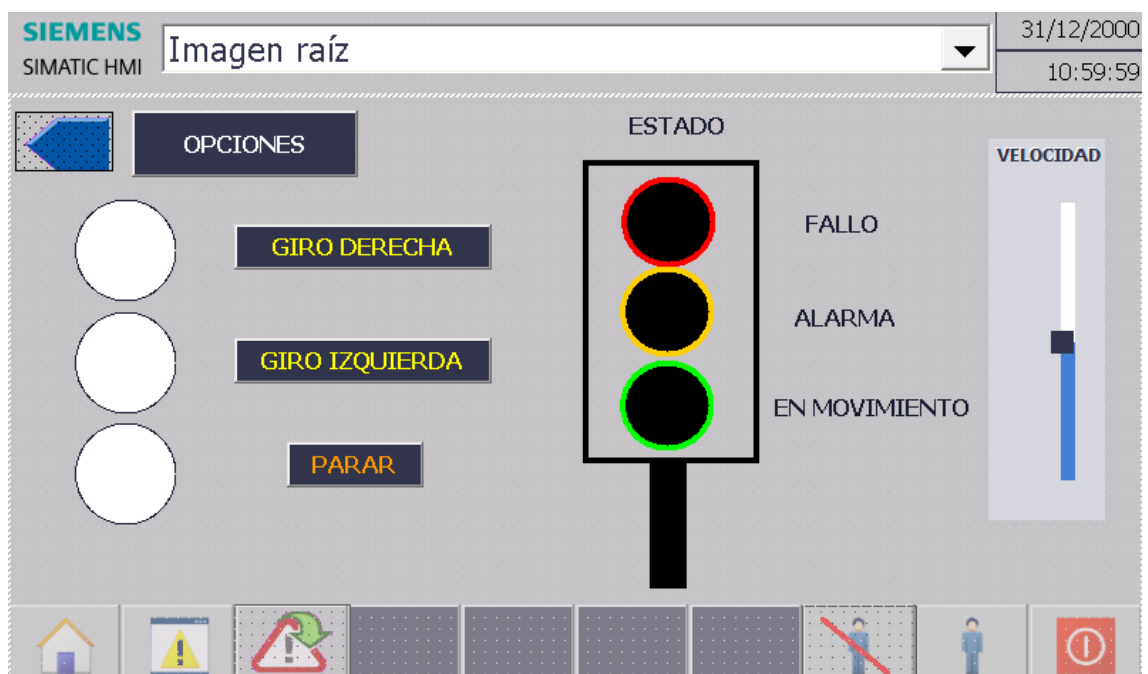 SIEMENS
SIMATIC HMI
Imagen raíz
31/12/2000
10:59:59
OPCIONES
ESTADO
VELOCIDAD
GIRO DERECHA
FALLO
GIRO IZQUIERDA
ALARMA
EN MOVIMIENTO
PARAR